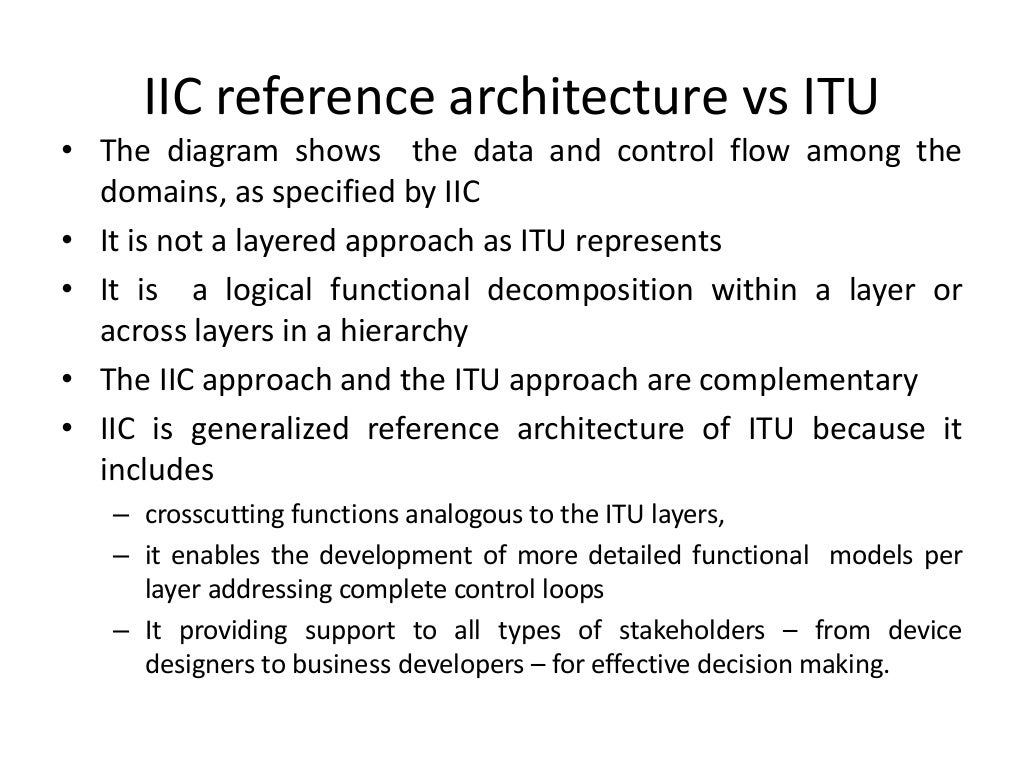 IIC reference architecture vs ITU
• The diagram shows the data and control flow among the
domains, as specified by IIC
• It is not a layered approach as ITU represents
• It is a logical functional decomposition within a layer or
across layers in a hierarchy
• The IIC approach and the ITU approach are complementary
• IIC is generalized reference architecture of ITU because it
includes
– crosscutting functions analogous to the ITU layers,
– it enables the development of more detailed functional models per
layer addressing complete control loops
– It providing support to all types of stakeholders – from device
designers to business developers – for effective decision making.